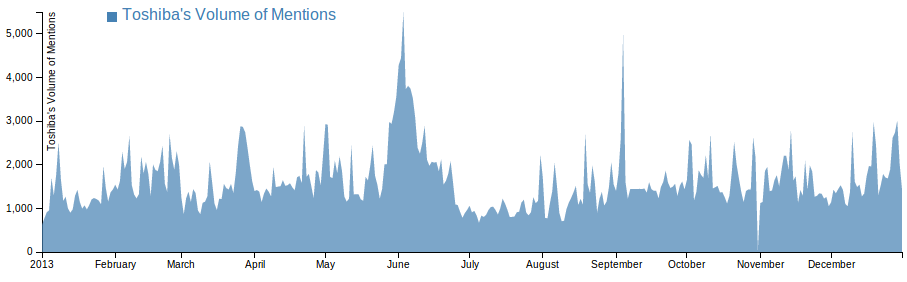 Toshiba's Volume of Mentions
Toshiba's Volume of Mentions
5,000
4,000
3,000
2,000
1,000
0
2013 February March April May June July August September October November December